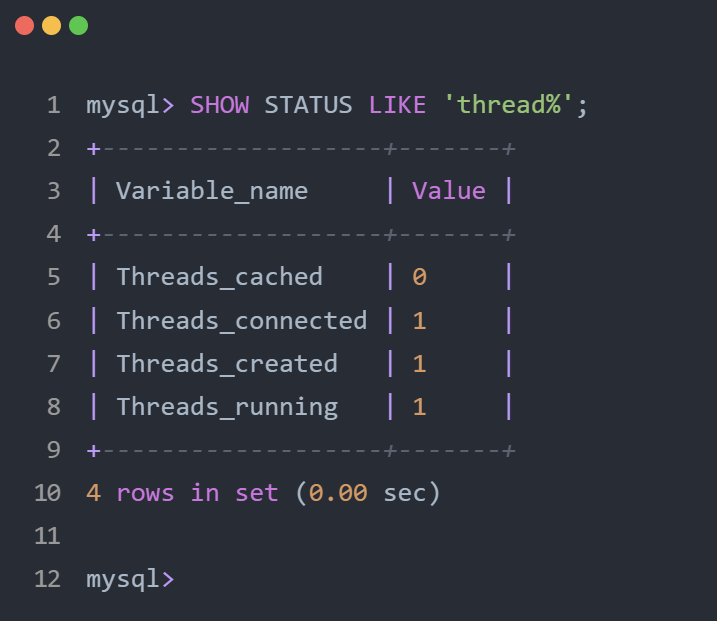 1 mysql> SHOW STATUS LIKE 'thread%';
2 +-------------------+-------+
3 | Variable_name     | Value |
4 +-------------------+-------+
5 | Threads_cached    | 0     |
6 | Threads_connected | 1     |
7 | Threads_created   | 1     |
8 | Threads_running   | 1     |
9 +-------------------+-------+
10 4 rows in set (0.00 sec)
11
12 mysql>